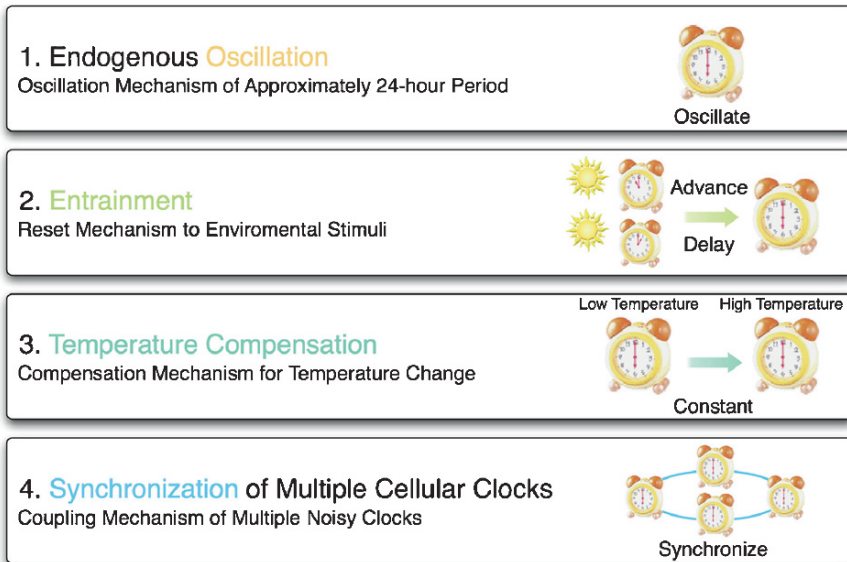 1. Endogenous Oscillation
Oscillation Mechanism of Approximately 24-hour Period
Oscillate
2. Entrainment
Reset Mechanism to Enviromental Stimuli
Advance
Delay
3. Temperature Compensation
Compensation Mechanism for Temperature Change
Low Temperature High Temperature
Constant
4. Synchronization of Multiple Cellular Clocks
Coupling Mechanism of Multiple Noisy Clocks
Synchronize